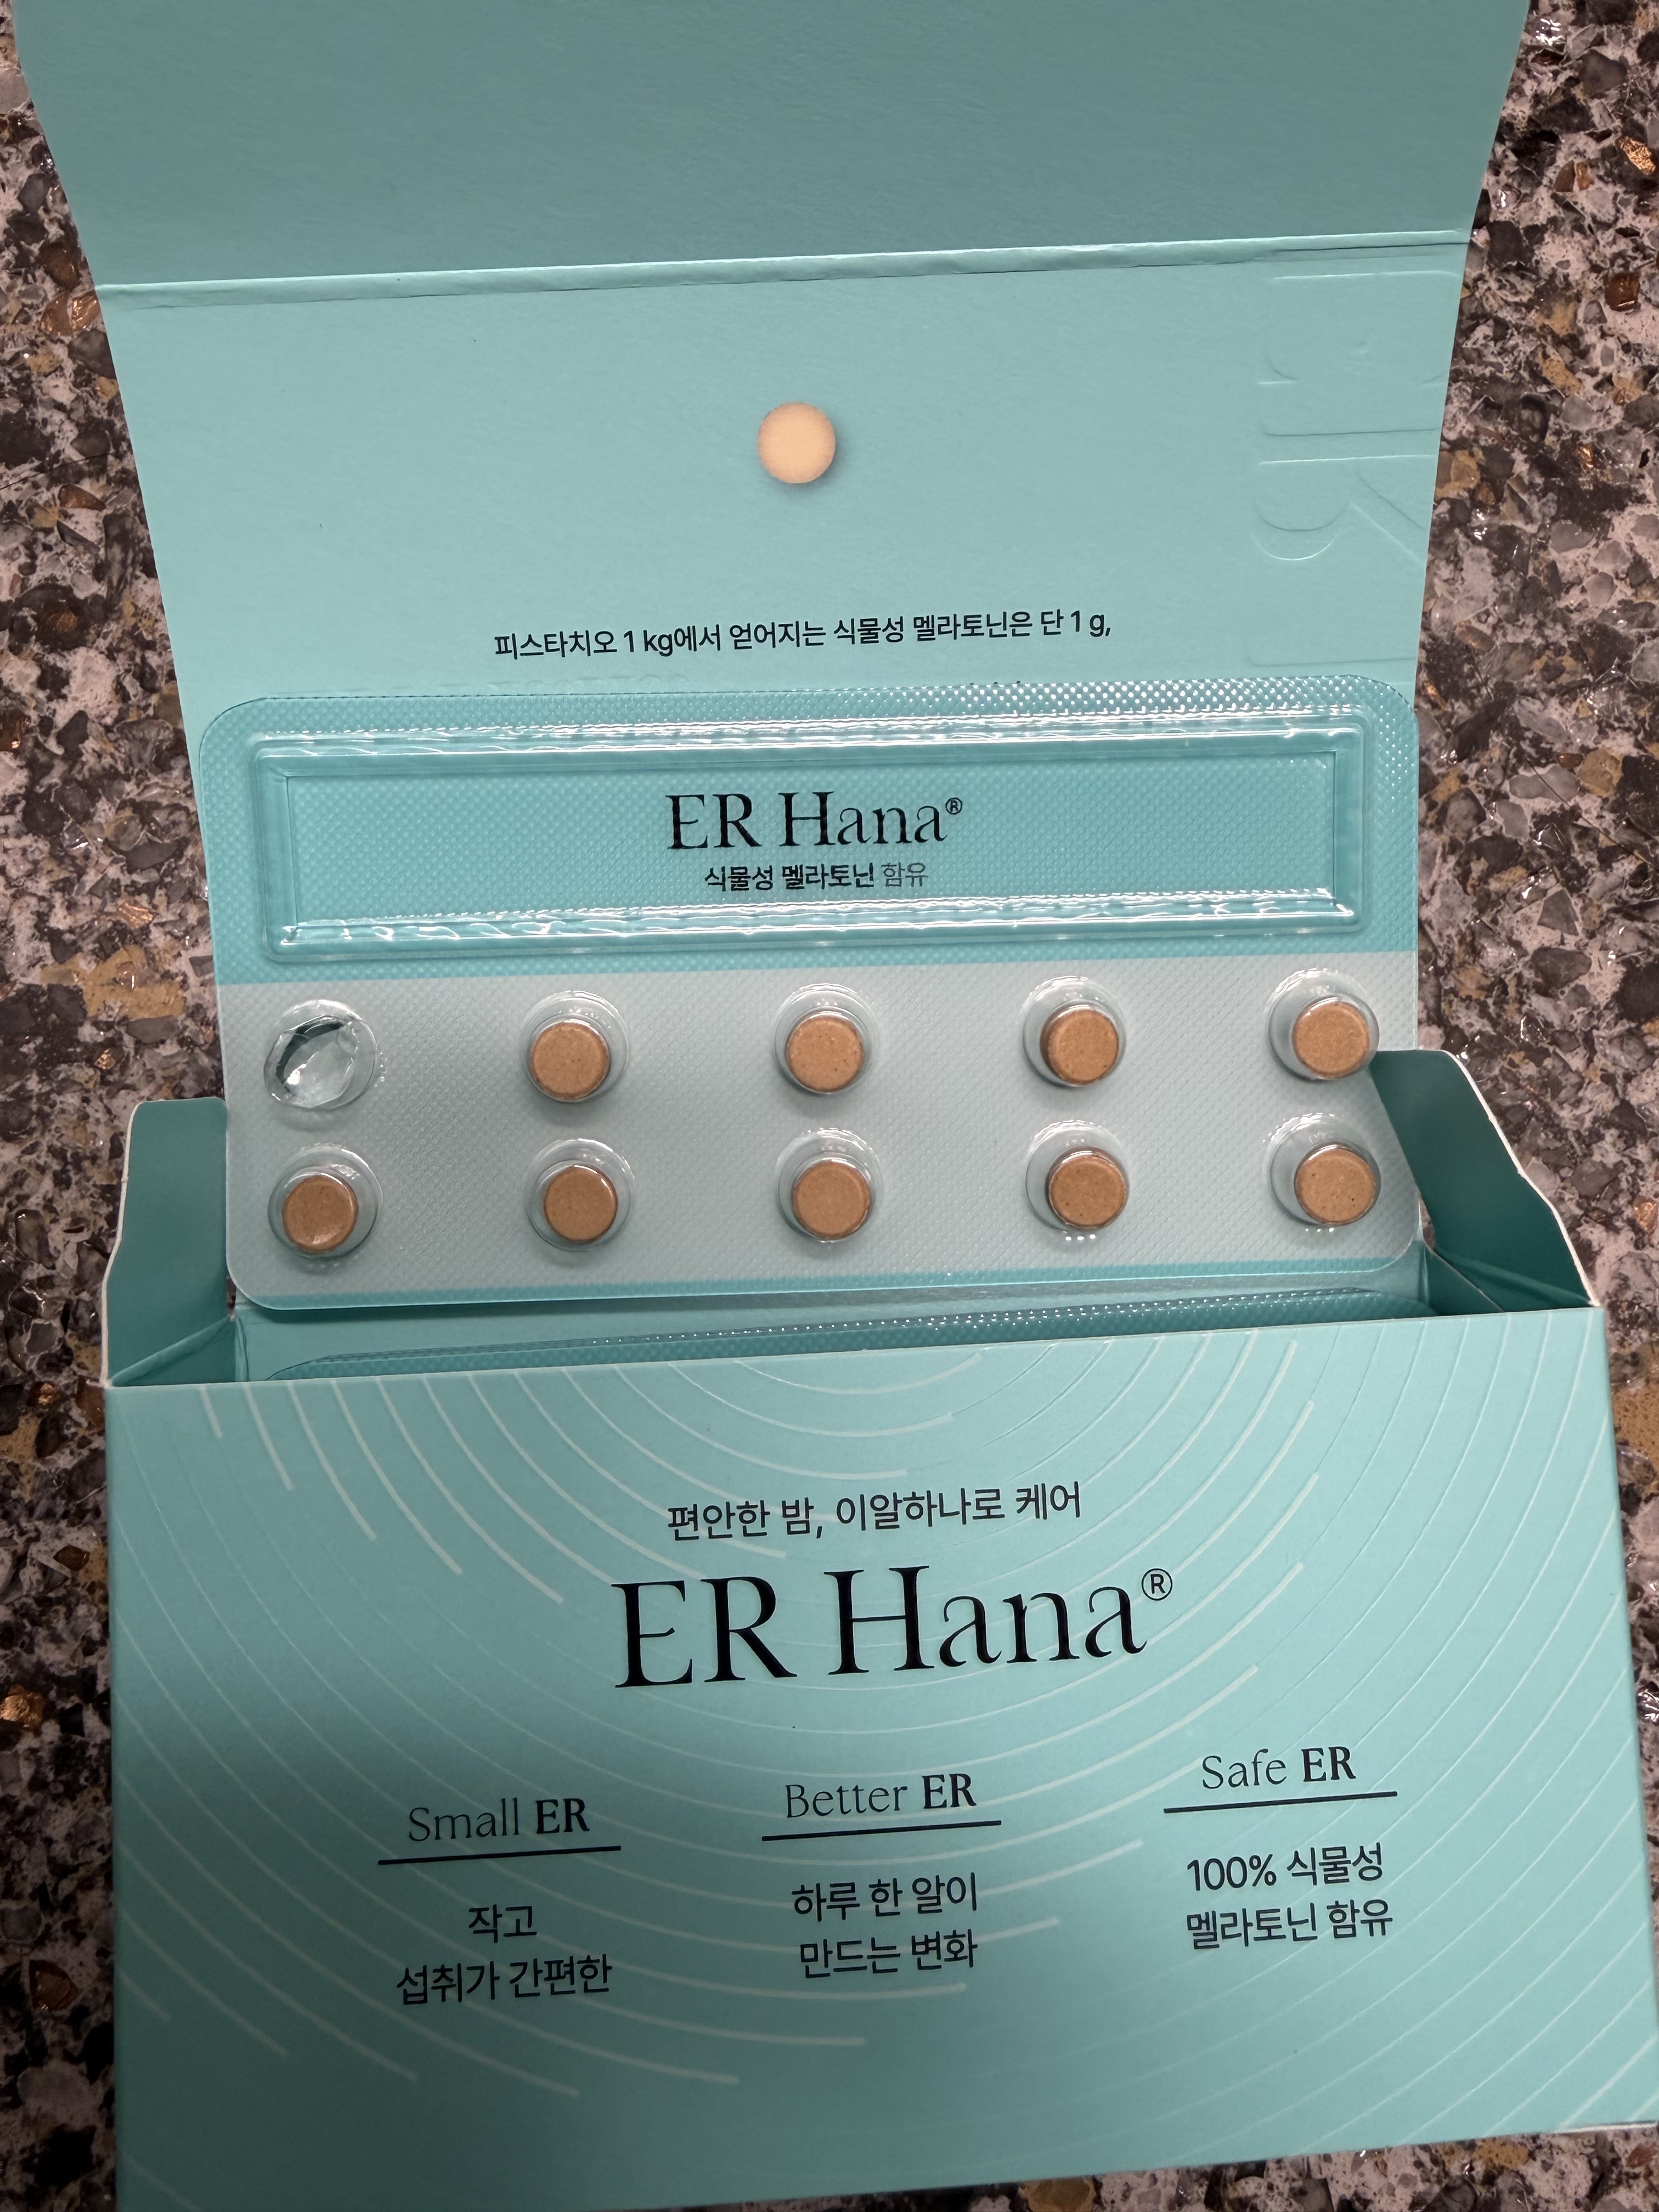 피스타치오 1 kg에서 얻어지는 식물성 멜라토닌은 단 1 g,
ER Hana®
식물성 멜라토닌 함유
편안한 밤, 이알하나로 케어
ER Hana®
Small ER
작고
섭취가 간편한
Better ER
하루 한 알이
만드는 변화
Safe ER
100% 식물성
멜라토닌 함유